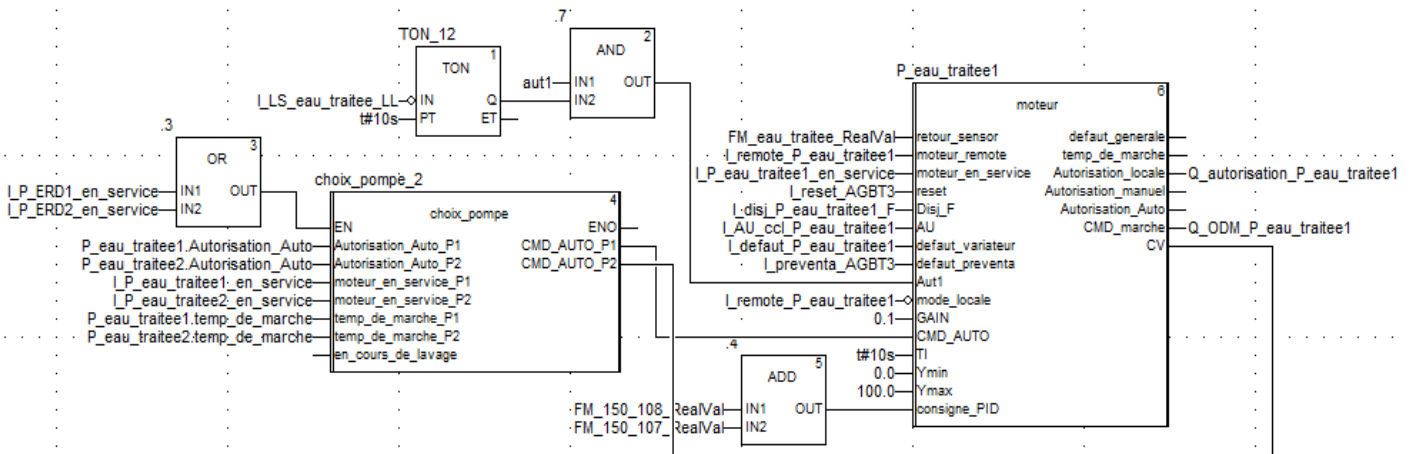 .7
TON_12
1
TON
I_LS_eau_traitee_LL
IN
Q
t#10s
PT
ET
2
AND
aut1
IN1
OUT
IN2
.3
3
OR
I_P_ERD1_en_service
IN1
OUT
I_P_ERD2_en_service
IN2
choix_pompe_2
4
choix_pompe
EN
ENO
P_eau_traitee1.Autorisation_Auto
Autorisation_Auto_P1
CMD_AUTO_P1
P_eau_traitee2.Autorisation_Auto
Autorisation_Auto_P2
CMD_AUTO_P2
I_P_eau_traitee1_en_service
moteur_en_service_P1
I_P_eau_traitee2_en_service
moteur_en_service_P2
P_eau_traitee1.temp_de_marche
temp_de_marche_P1
P_eau_traitee2.temp_de_marche
temp_de_marche_P2
en_cours_de_lavage
.4
5
ADD
FM_150_108_RealVal
IN1
OUT
FM_150_107_RealVal
IN2
P_eau_traitee1
6
moteur
FM_eau_traitee_RealVal
retour_sensor
defaut_generale
I_remote_P_eau_traitee1
moteur_remote
temp_de_marche
I_P_eau_traitee1_en_service
moteur_en_service
Autorisation_locale
Q_autorisation_P_eau_traitee1
I_reset_AGBT3
reset
Autorisation_manuel
I_disj_P_eau_traitee1_F
Disj_F
Autorisation_Auto
I_AU_ccl_P_eau_traitee1
AU
CMD_marche
Q_ODM_P_eau_traitee1
I_defaut_P_eau_traitee1
defaut_variateur
CV
I_preventa_AGBT3
defaut_preventa
Aut1
I_remote_P_eau_traitee1
mode_locale
0.1
GAIN
CMD_AUTO
t#10s
TI
0.0
Ymin
100.0
Ymax
consigne_PID